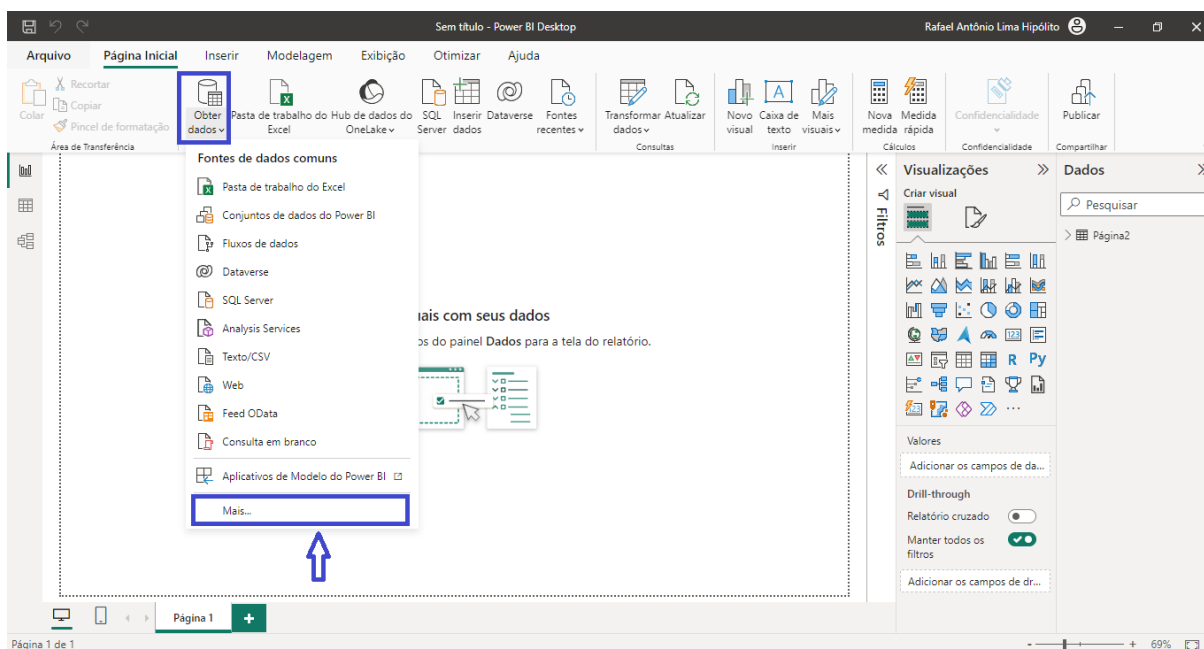 Sem título - Power BI Desktop
Rafael Antônio Lima Hipólito
Arquivo Página Inicial Inserir Modelagem Exibição Otimizar Ajuda
Colar
Recortar
Copiar
Pincel de formatação
Obter dados
Pasta de trabalho do Excel
Hub de dados do OneLake
SQL Server
Inserir dados
Dataverse
Fontes recentes
Transformar dados
Atualizar
Novo visual
Caixa de texto
Mais visuais
Nova medida
Medida rápida
Confidencialidade
Publicar
Área de Transferência
Consultas
Inserir
Cálculos
Confidencialidade
Compartilhar
Fontes de dados comuns
Pasta de trabalho do Excel
Conjuntos de dados do Power BI
Fluxos de dados
Dataverse
SQL Server
Analysis Services
Texto/CSV
Web
Feed OData
Consulta em branco
Aplicativos de Modelo do Power BI
Mais...
com seus dados
do painel Dados para a tela do relatório.
Filtros
Visualizações
Criar visual
123
R Py
123
Valores
Adicionar os campos de da...
Drill-through
Relatório cruzado
Manter todos os
filtros
Adicionar os campos de dr...
Dados
Pesquisar
Página2
Página 1
Página 1 de 1
69%